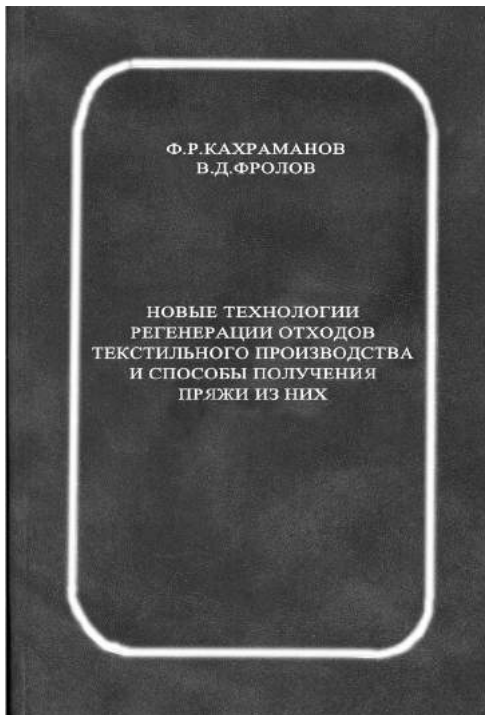 Ф.Р.КАХРАМАНОВ
В.Д.ФРОЛОВ
НОВЫЕ ТЕХНОЛОГИИ
РЕГЕНЕРАЦИИ ОТХОДОВ
ТЕКСТИЛЬНОГО ПРОИЗВОДСТВА
И СПОСОБЫ ПОЛУЧЕНИЯ
ПРЯЖИ ИЗ НИХ